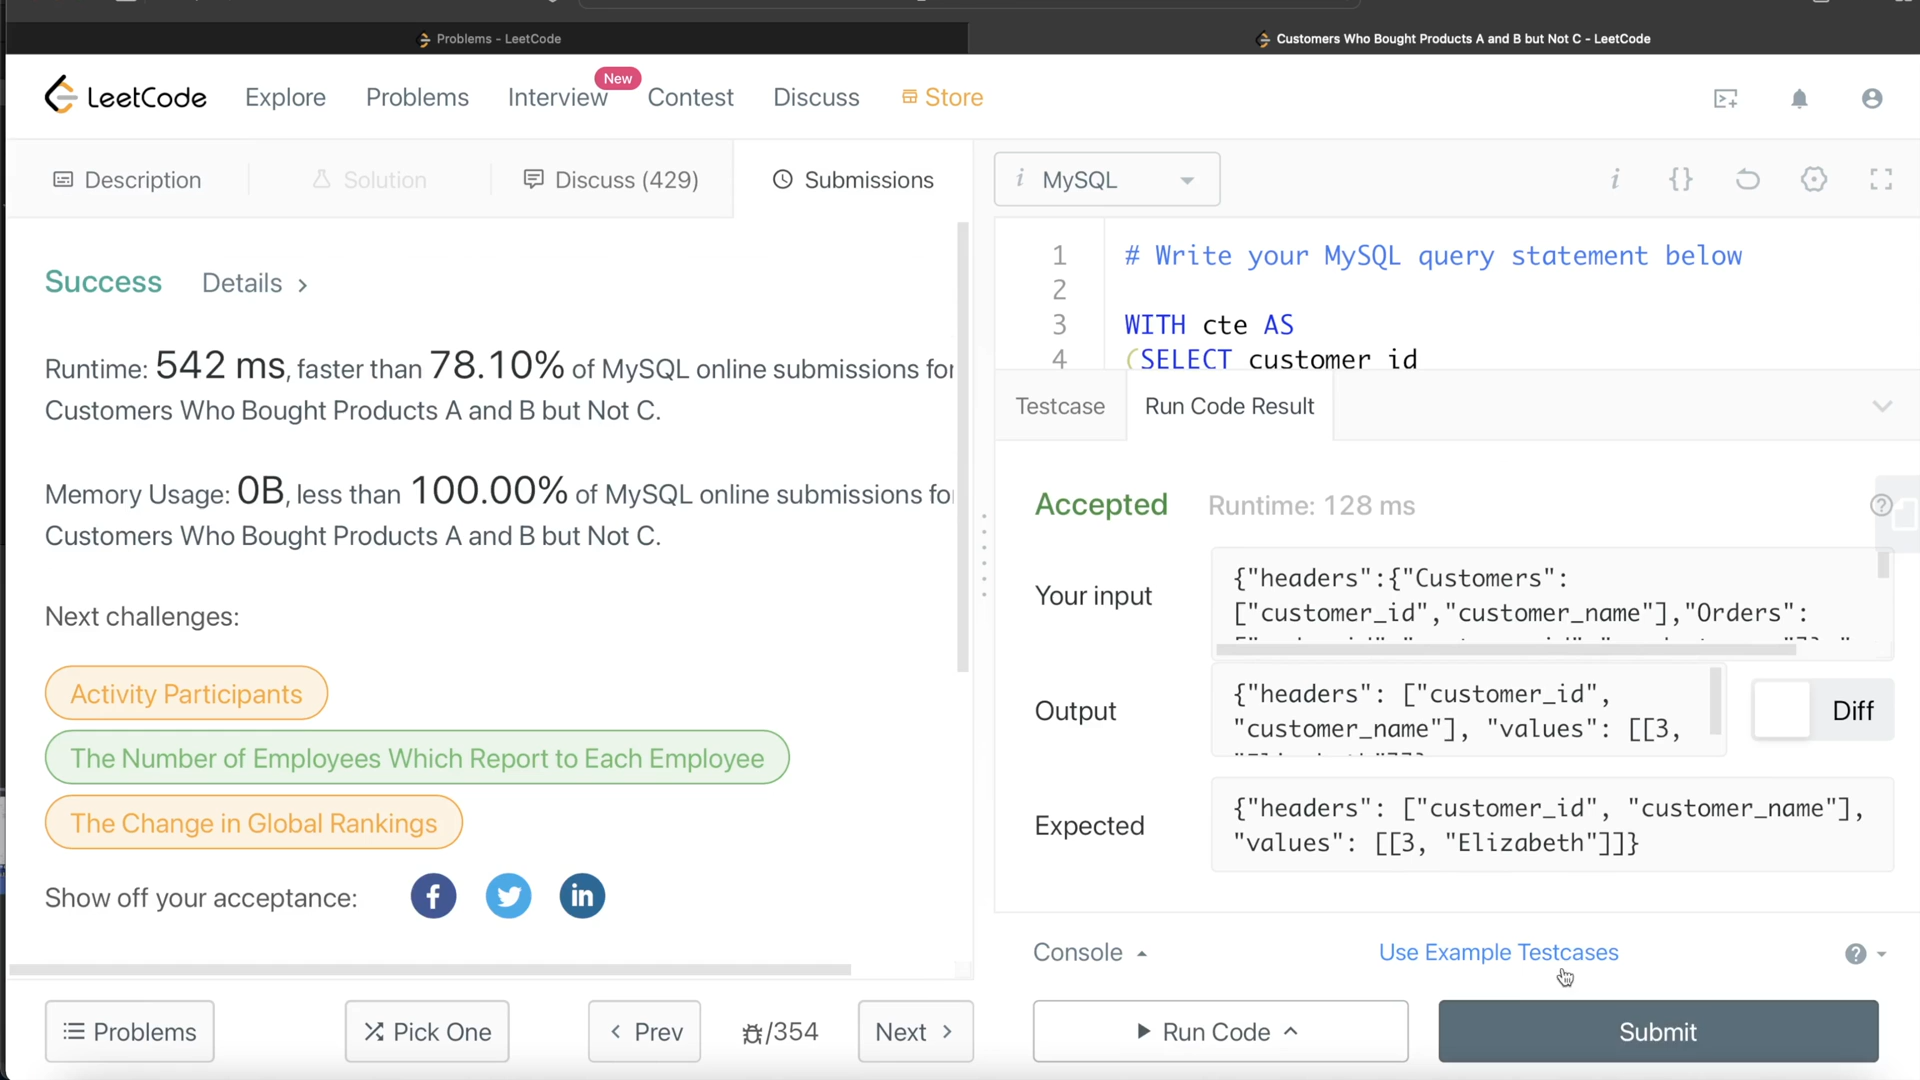 Problems - LeetCode
Customers Who Bought Products A and B but Not C - LeetCode
LeetCode
Explore
Problems
Interview
New
Contest
Discuss
Store
Description
Solution
Discuss (429)
Submissions
i MySQL
i {}
Success
Details >
Runtime: 542 ms, faster than 78.10% of MySQL online submissions for
Customers Who Bought Products A and B but Not C.
Memory Usage: 0B, less than 100.00% of MySQL online submissions for
Customers Who Bought Products A and B but Not C.
Next challenges:
Activity Participants
The Number of Employees Which Report to Each Employee
The Change in Global Rankings
Show off your acceptance:
f
in
Problems
Pick One
< Prev
/354
Next >
1 # Write your MySQL query statement below
2
3 WITH cte AS
4 (SELECT customer_id
Testcase
Run Code Result
Accepted
Runtime: 128 ms
?
Your input
{"headers":{"Customers":
["customer_id","customer_name"],"Orders":
Output
{"headers": ["customer_id",
"customer_name"], "values": [[3,
Diff
Expected
{"headers": ["customer_id", "customer_name"],
"values": [[3, "Elizabeth"]]}
Console
Use Example Testcases
?
Run Code
Submit